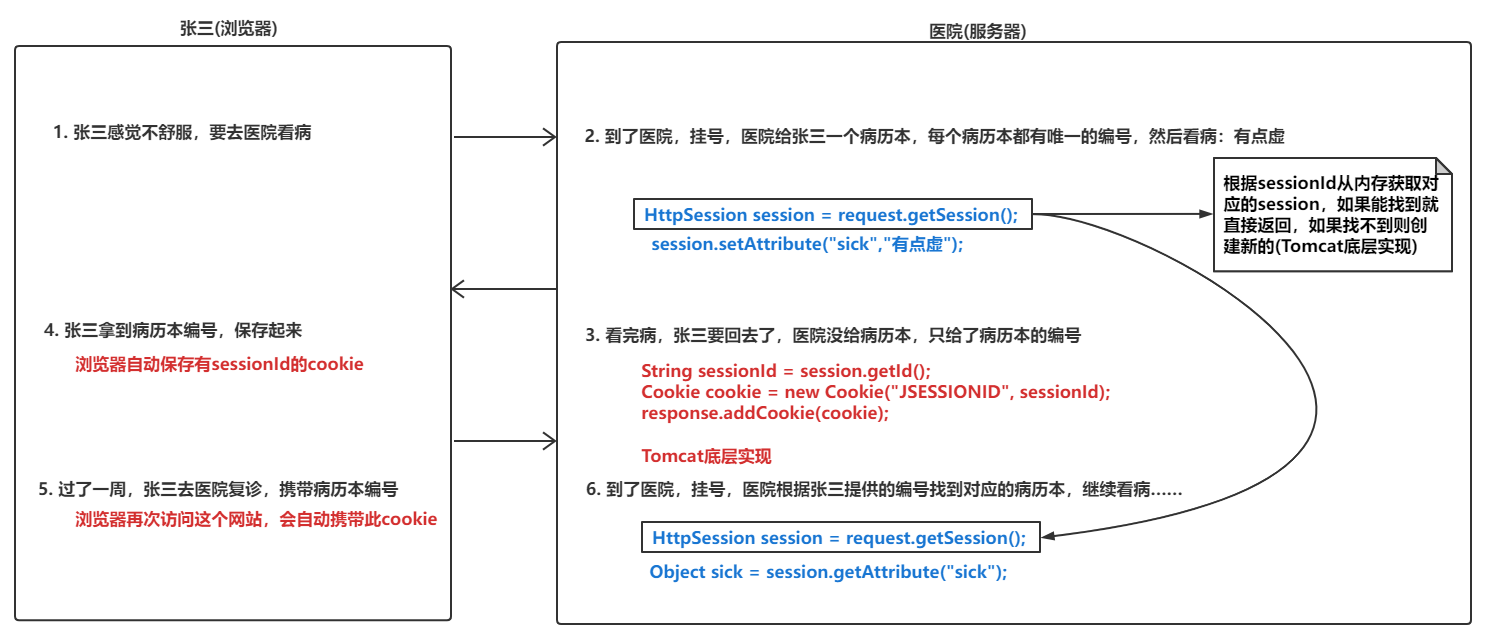 张三(浏览器)
医院(服务器)
1. 张三感觉不舒服，要去医院看病
2. 到了医院，挂号，医院给张三一个病历本，每个病历本都有唯一的编号，然后看病：有点虚
HttpSession session = request.getSession();
session.setAttribute("sick","有点虚");
根据sessionId从内存获取对
应的session，如果能找到就
直接返回，如果找不到则创
建新的(Tomcat底层实现)
3. 看完病，张三要回去了，医院没给病历本，只给了病历本的编号
String sessionId = session.getId();
Cookie cookie = new Cookie("JSESSIONID", sessionId);
response.addCookie(cookie);
Tomcat底层实现
4. 张三拿到病历本编号，保存起来
浏览器自动保存有sessionId的cookie
5. 过了一周，张三去医院复诊，携带病历本编号
浏览器再次访问这个网站，会自动携带此cookie
6. 到了医院，挂号，医院根据张三提供的编号找到对应的病历本，继续看病……
HttpSession session = request.getSession();
Object sick = session.getAttribute("sick");